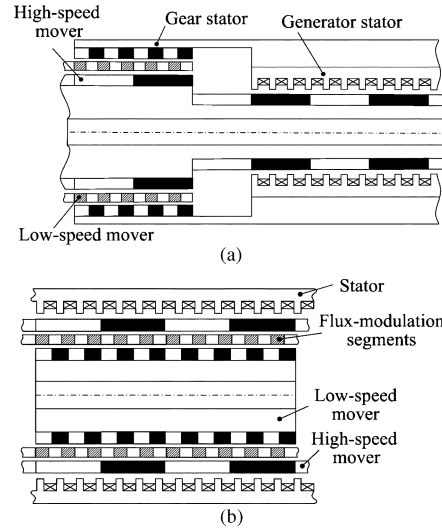 High-speed
mover
Gear stator
Generator stator
Low-speed mover
(a)
Stator
Flux-modulation
segments
Low-speed
mover
High-speed
mover
(b)